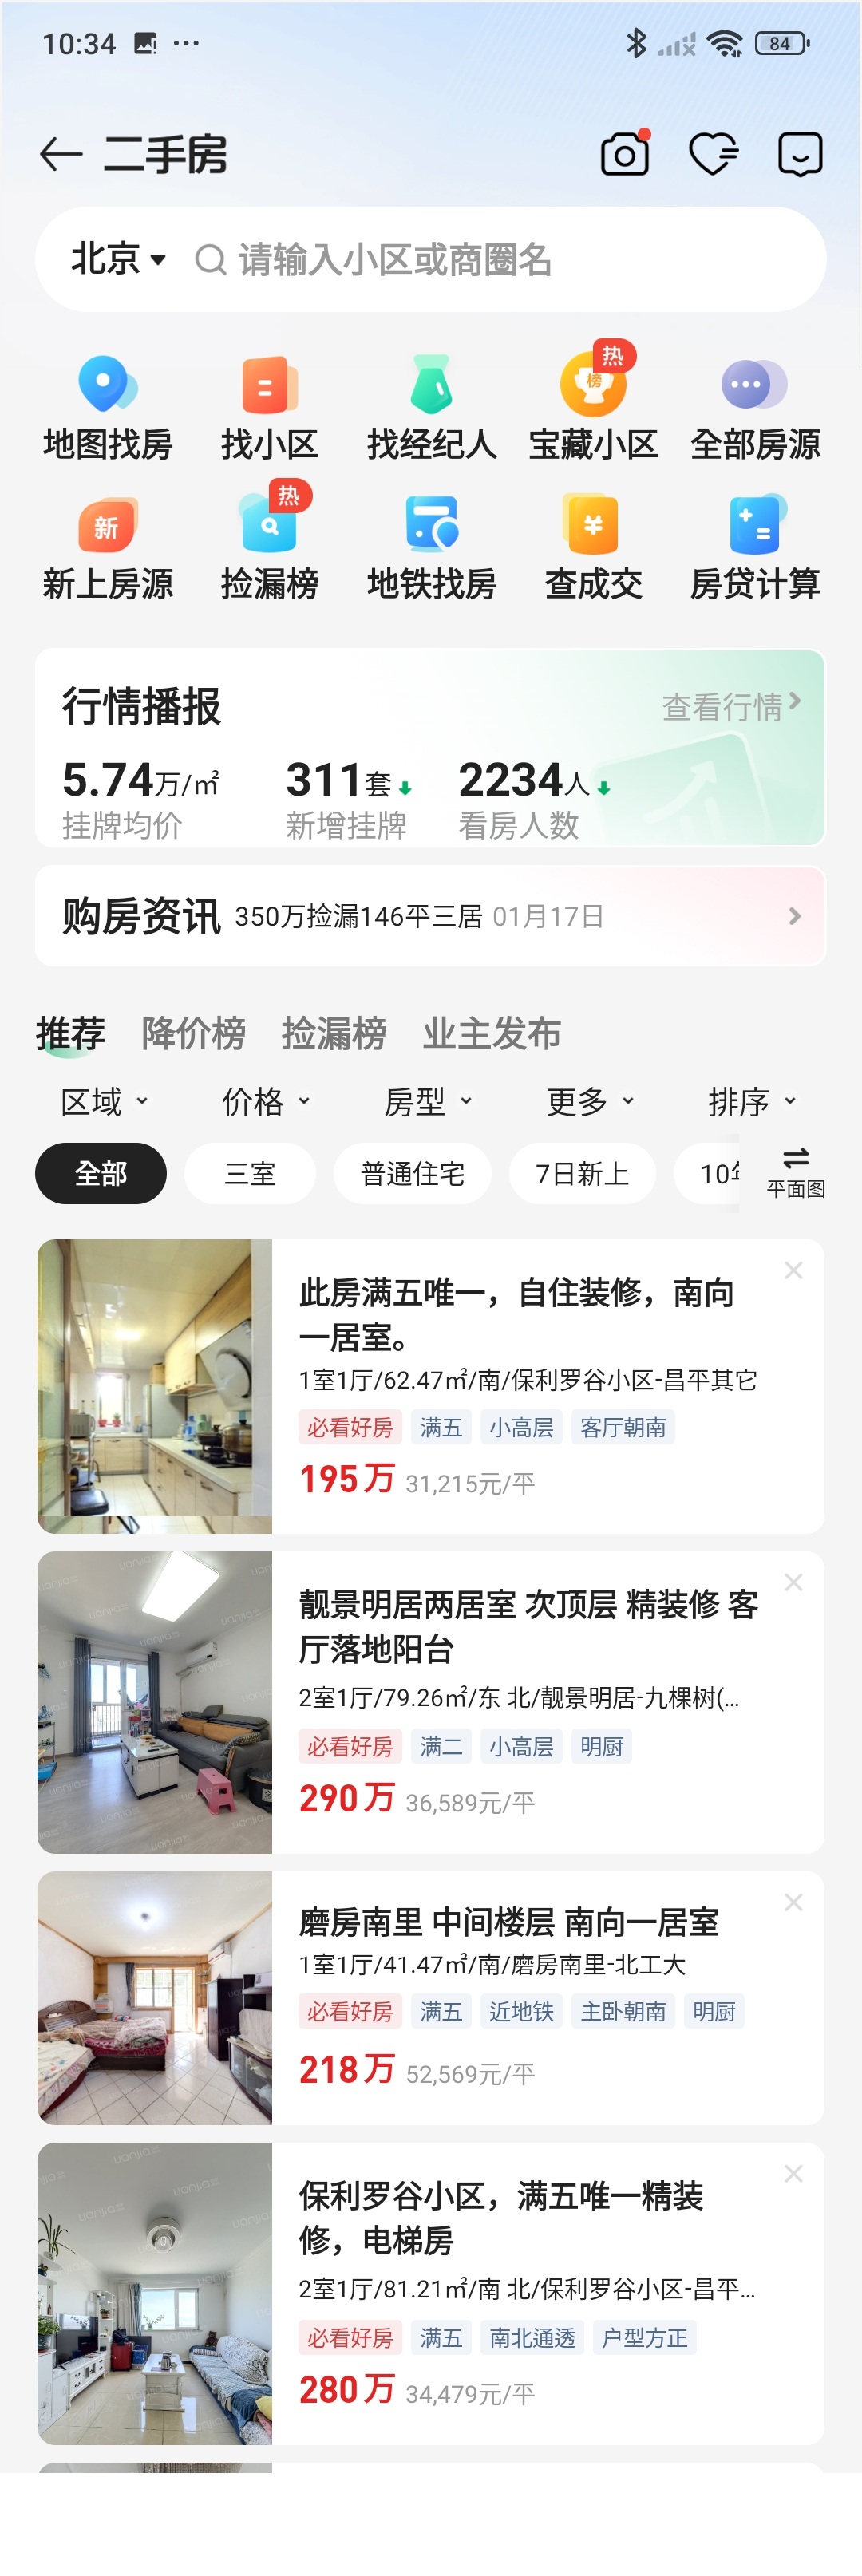 10:34
84
二手房
北京 请输入小区或商圈名
热
榜
地图找房 找小区 找经纪人 宝藏小区 全部房源
新 热
新上房源 捡漏榜 地铁找房 查成交 房贷计算
行情播报 查看行情
5.74万/㎡ 311套 2234人
挂牌均价 新增挂牌 看房人数
购房资讯 350万捡漏146平三居 01月17日
推荐 降价榜 捡漏榜 业主发布
区域 价格 房型 更多 排序
全部 三室 普通住宅 7日新上 10 平面图
此房满五唯一，自住装修，南向
一居室。
1室1厅/62.47㎡/南/保利罗谷小区-昌平其它
必看好房 满五 小高层 客厅朝南
195万 31,215元/平
靓景明居两居室 次顶层 精装修 客
厅落地阳台
2室1厅/79.26㎡/东 北/靓景明居-九棵树(...
必看好房 满二 小高层 明厨
290万 36,589元/平
磨房南里 中间楼层 南向一居室
1室1厅/41.47㎡/南/磨房南里-北工大
必看好房 满五 近地铁 主卧朝南 明厨
218万 52,569元/平
保利罗谷小区，满五唯一精装
修，电梯房
2室1厅/81.21㎡/南 北/保利罗谷小区-昌平...
必看好房 满五 南北通透 户型方正
280万 34,479元/平